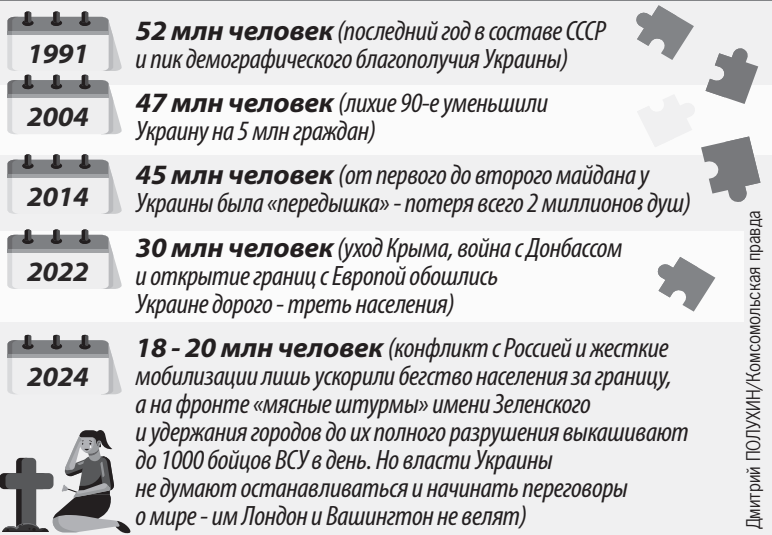 1991
52 млн человек (последний год в составе СССР
и пик демографического благополучия Украины)
2004
47 млн человек (лихие 90-е уменьшили
Украину на 5 млн граждан)
2014
45 млн человек (от первого до второго майдана у
Украины была «передышка» - потеря всего 2 миллионов душ)
2022
30 млн человек (уход Крыма, война с Донбассом
и открытие границ с Европой обошлись
Украине дорого - треть населения)
2024
18 - 20 млн человек (конфликт с Россией и жесткие
мобилизации лишь ускорили бегство населения за границу,
а на фронте «мясные штурмы» имени Зеленского
и удержания городов до их полного разрушения выкашивают
до 1000 бойцов ВСУ в день. Но власти Украины
не думают останавливаться и начинать переговоры
о мире - им Лондон и Вашингтон не велят)
Дмитрий ПОЛУХИН/Комсомольская правда